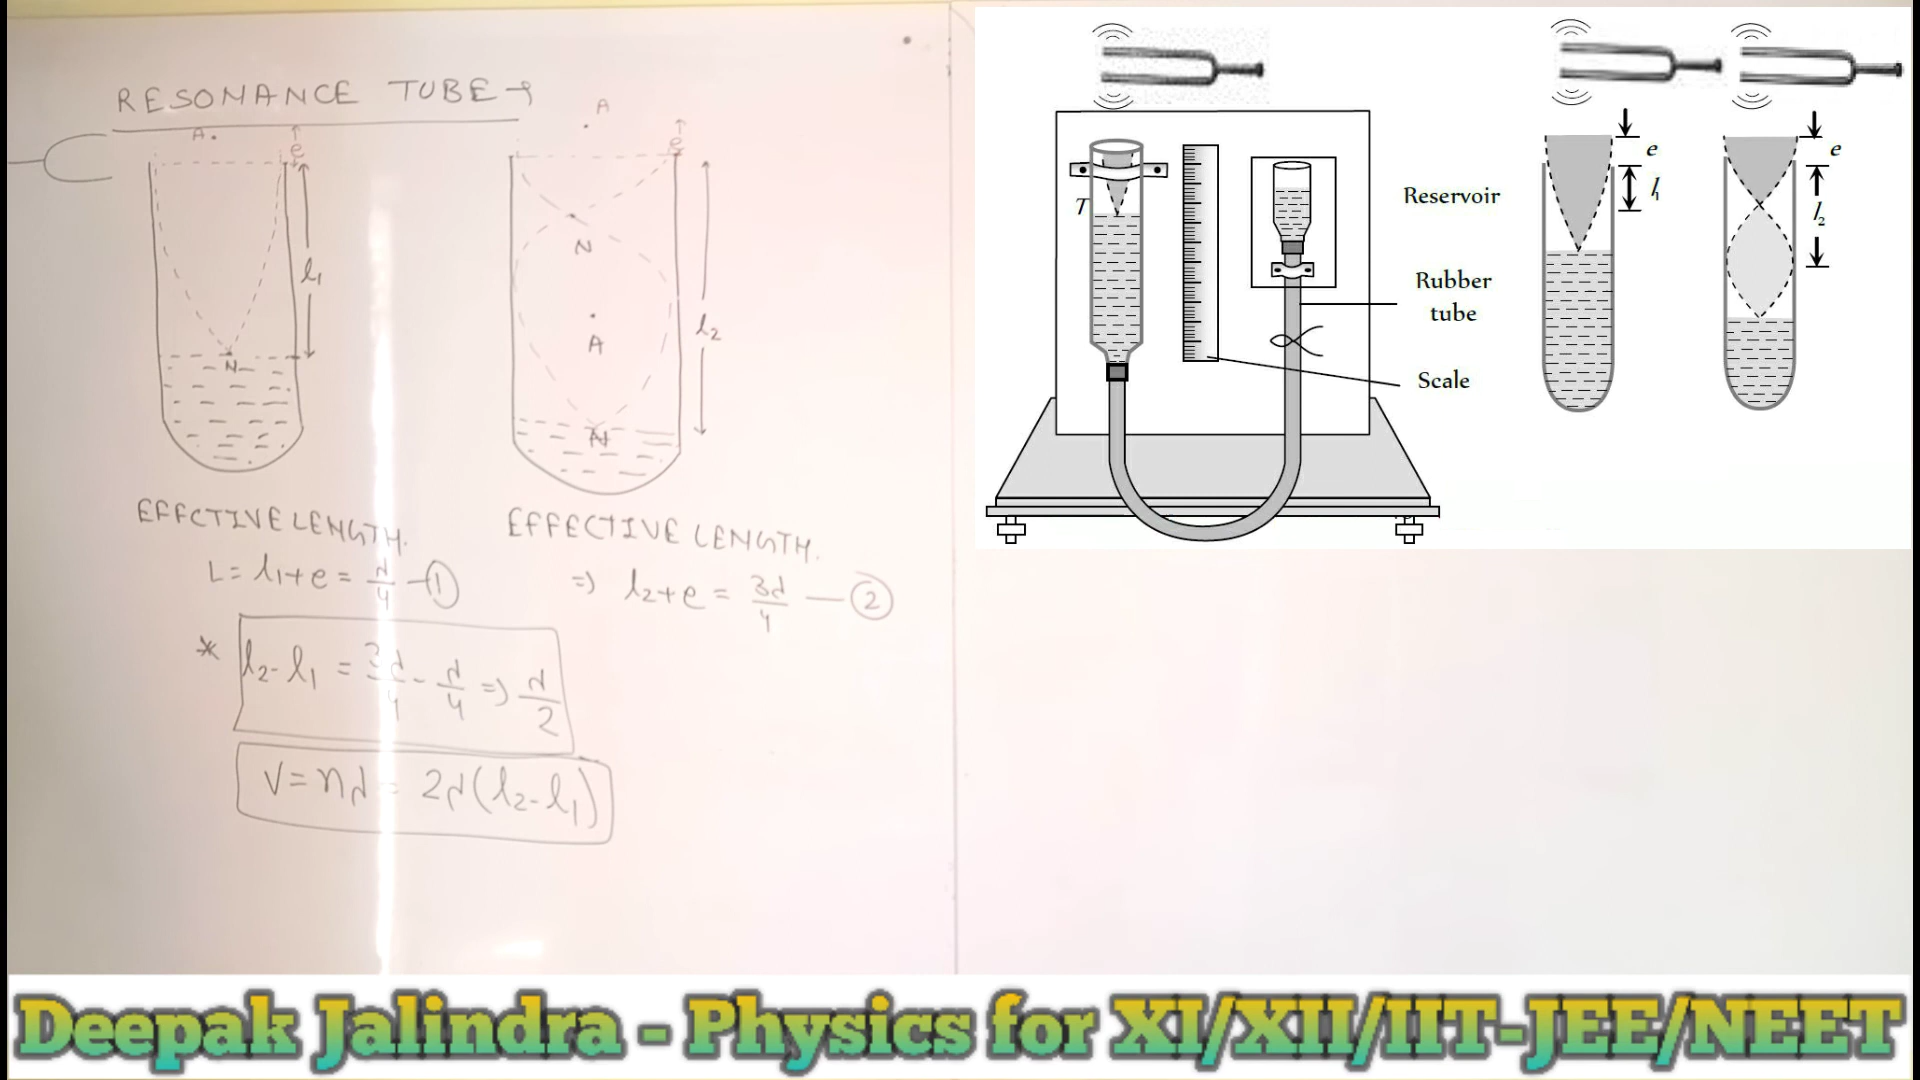 RESONANCE TUBE→
A
A
e
e
l1
N
A
l2
N
N
EFFCTIVE LENGTH.
L = l1+e = λ/4 —①
EFFECTIVE LENGTH.
⇒ l2+e = 3λ/4 — ②
* l2-l1 = 3λ/4 - λ/4 ⇒ λ/2
V = nλ = 2λ(l2-l1)
T
Reservoir
Rubber
tube
Scale
e
l1
e
l2
Deepak Jalindra - Physics for XI/XII/IIT-JEE/NEET